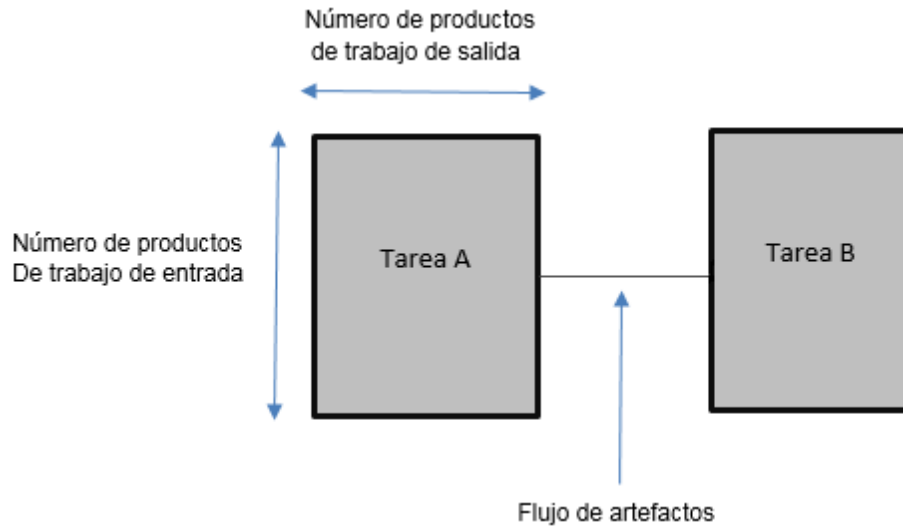 Número de productos
de trabajo de salida
Número de productos
De trabajo de entrada
Tarea A
Tarea B
Flujo de artefactos